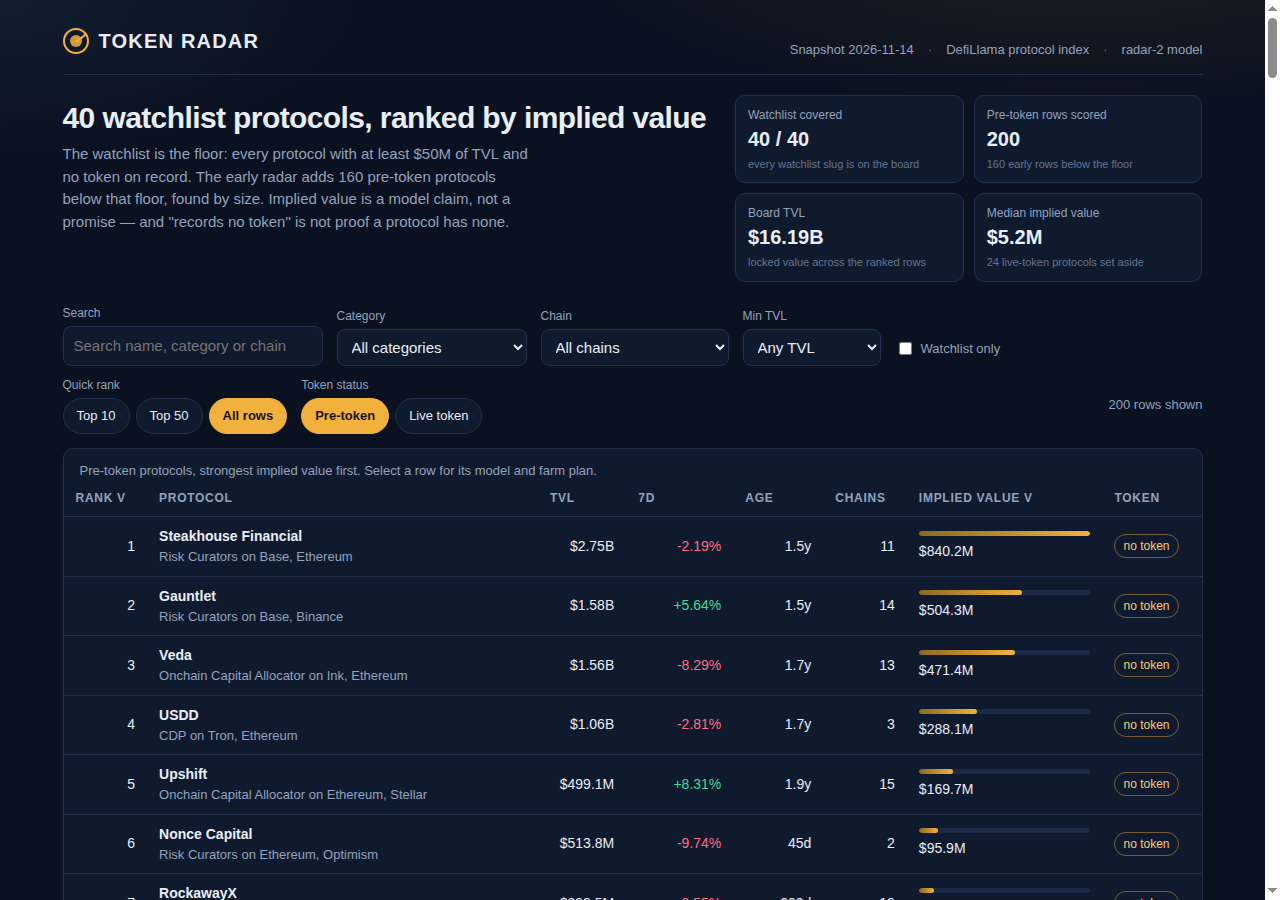 TOKEN RADAR
Snapshot 2026-11-14 · DefiLlama protocol index · radar-2 model
40 watchlist protocols, ranked by implied value
The watchlist is the floor: every protocol with at least $50M of TVL and
no token on record. The early radar adds 160 pre-token protocols
below that floor, found by size. Implied value is a model claim, not a
promise — and "records no token" is not proof a protocol has none.
Watchlist covered
40 / 40
every watchlist slug is on the board
Pre-token rows scored
200
160 early rows below the floor
Board TVL
$16.19B
locked value across the ranked rows
Median implied value
$5.2M
24 live-token protocols set aside
Search
Search name, category or chain
Category
All categories
Chain
All chains
Min TVL
Any TVL
Watchlist only
Quick rank
Top 10 Top 50 All rows
Token status
Pre-token Live token
200 rows shown
Pre-token protocols, strongest implied value first. Select a row for its model and farm plan.
RANK V PROTOCOL TVL 7D AGE CHAINS IMPLIED VALUE V TOKEN
1 Steakhouse Financial $2.75B -2.19% 1.5y 11 $840.2M no token
Risk Curators on Base, Ethereum
2 Gauntlet $1.58B +5.64% 1.5y 14 $504.3M no token
Risk Curators on Base, Binance
3 Veda $1.56B -8.29% 1.7y 13 $471.4M no token
Onchain Capital Allocator on Ink, Ethereum
4 USDD $1.06B -2.81% 1.7y 3 $288.1M no token
CDP on Tron, Ethereum
5 Upshift $499.1M +8.31% 1.9y 15 $169.7M no token
Onchain Capital Allocator on Ethereum, Stellar
6 Nonce Capital $513.8M -9.74% 45d 2 $95.9M no token
Risk Curators on Ethereum, Optimism
RockawayX